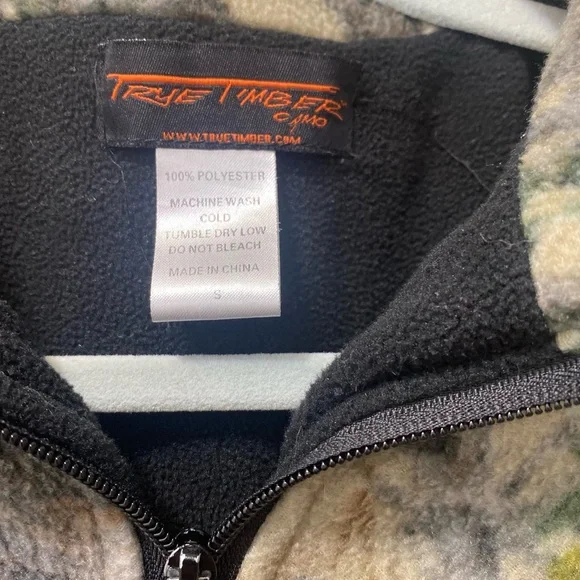 TRUE TIMBER
CAMO
WWW.TRUETIMBER.COM
100% POLYESTER
MACHINE WASH
COLD
TUMBLE DRY LOW
DO NOT BLEACH
MADE IN CHINA
S